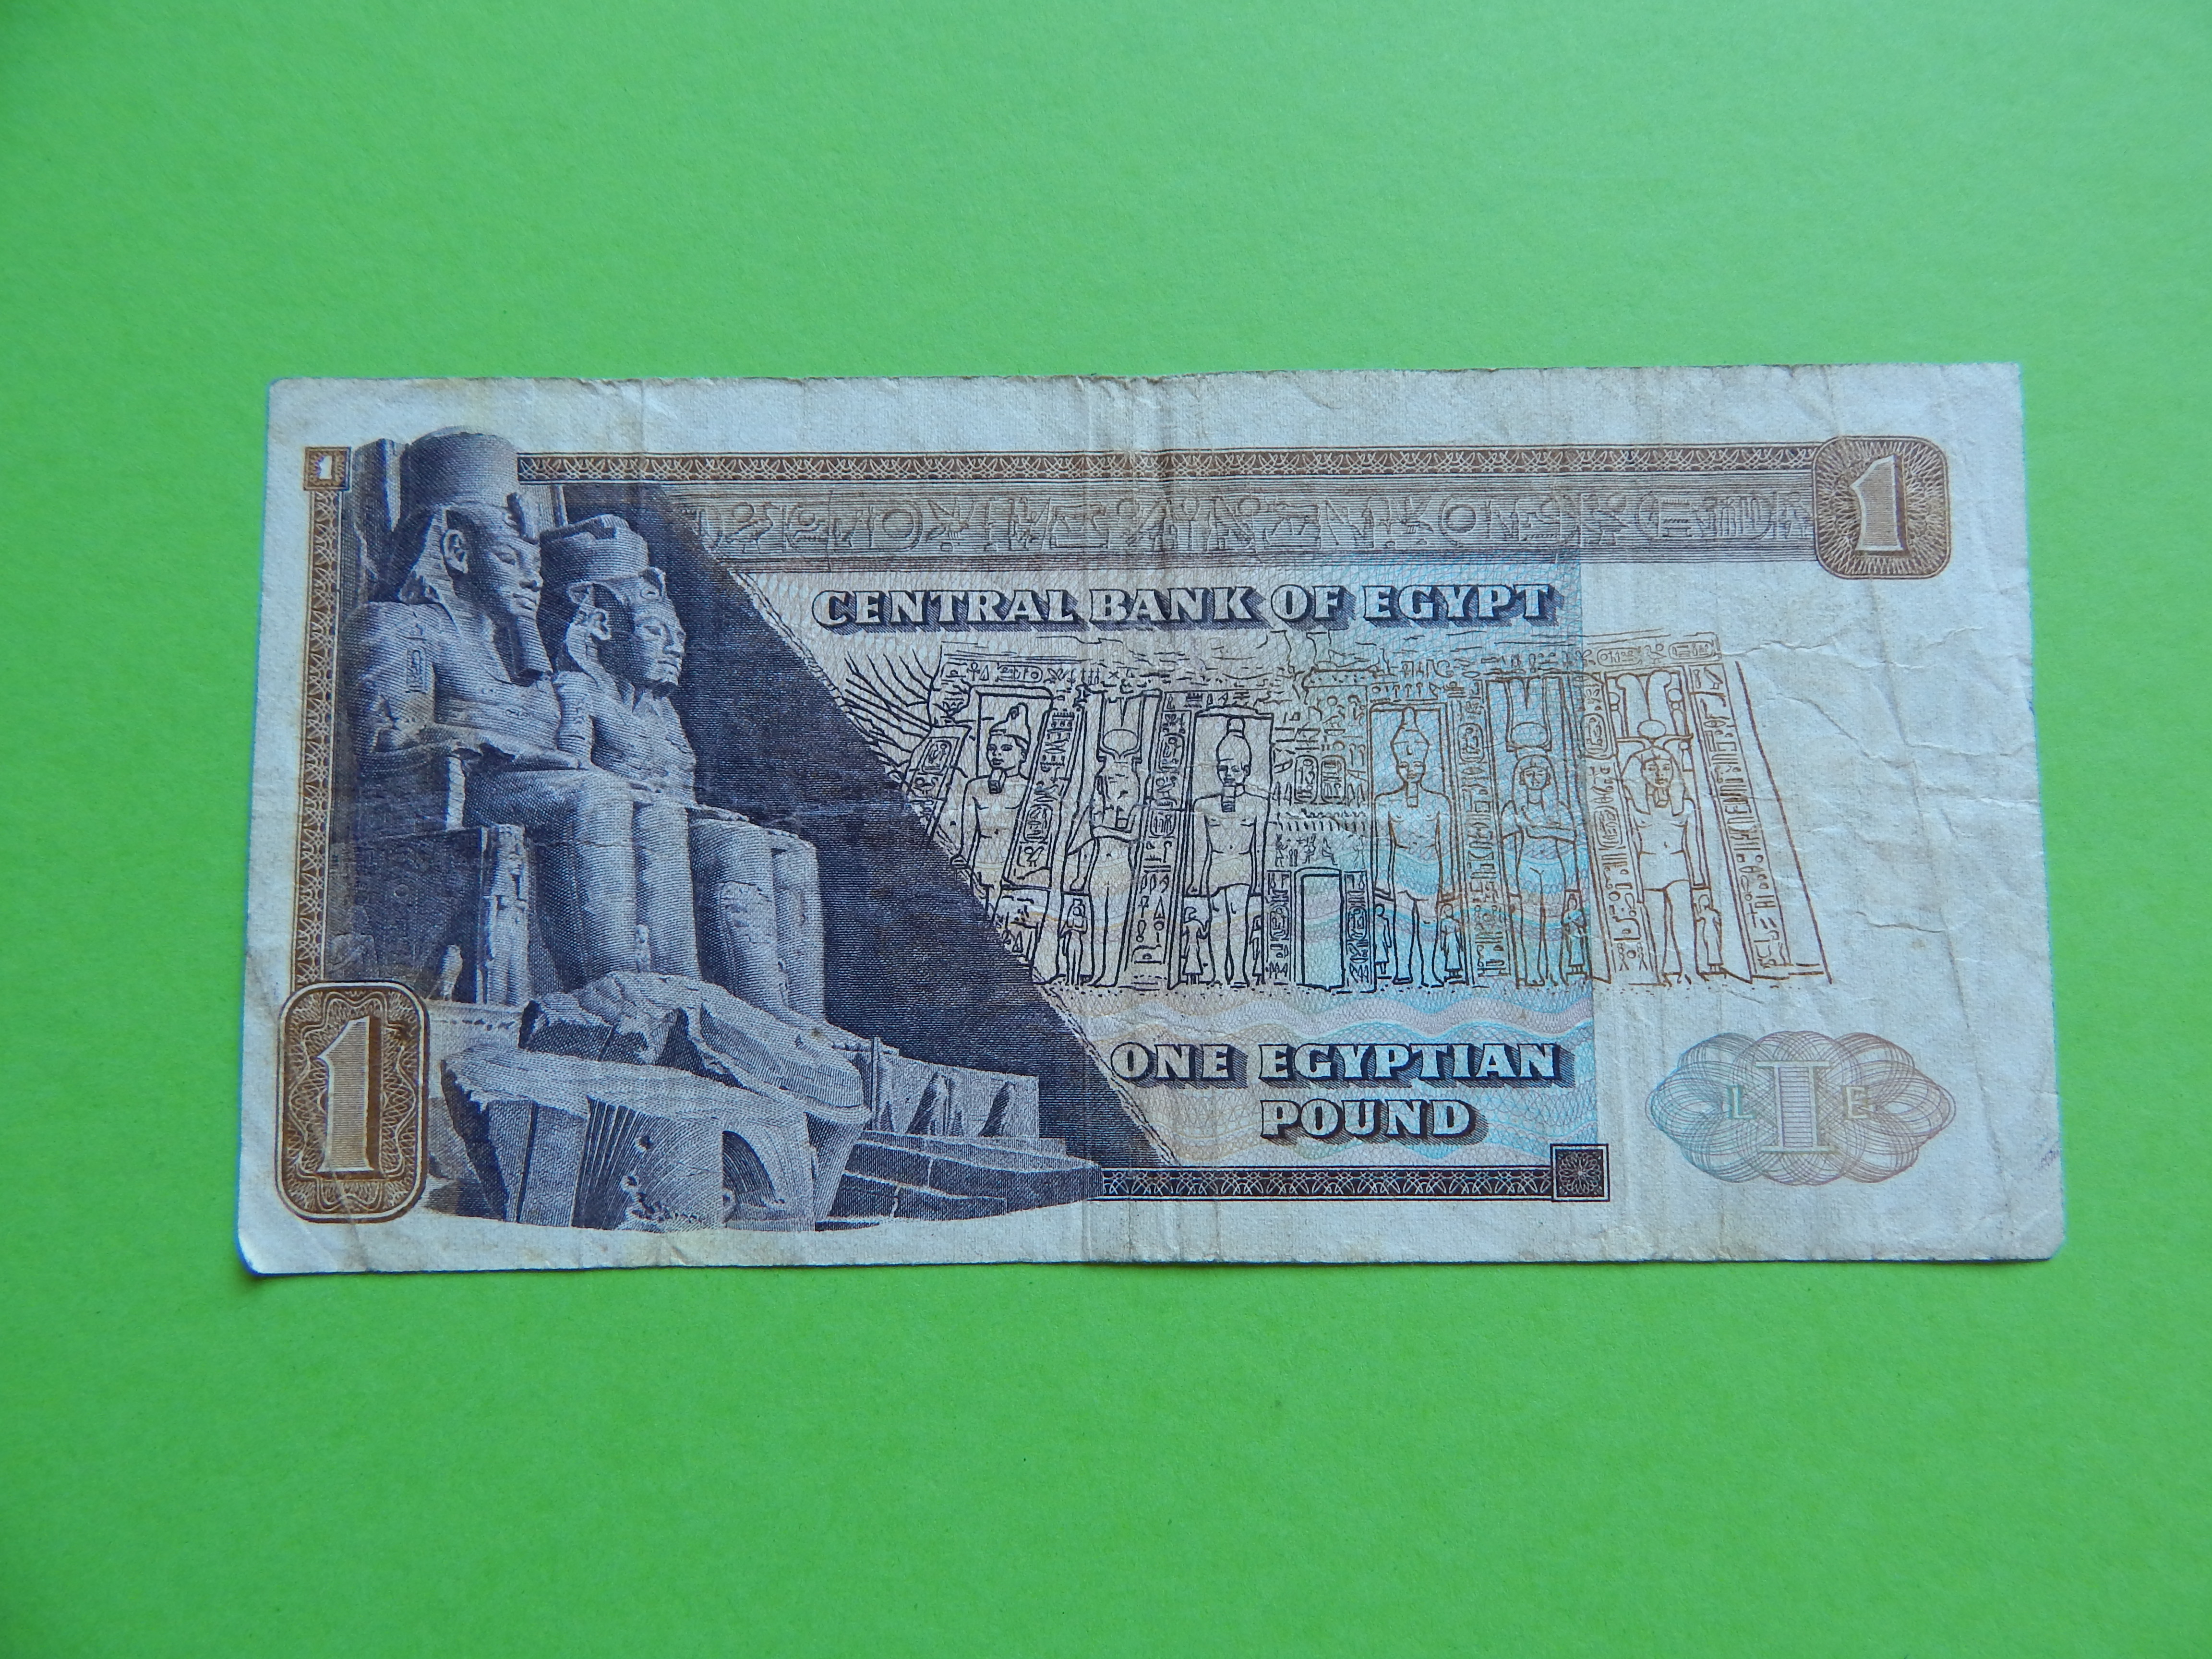 1
1
CENTRAL BANK OF EGYPT
ONE EGYPTIAN
POUND
1
L I E